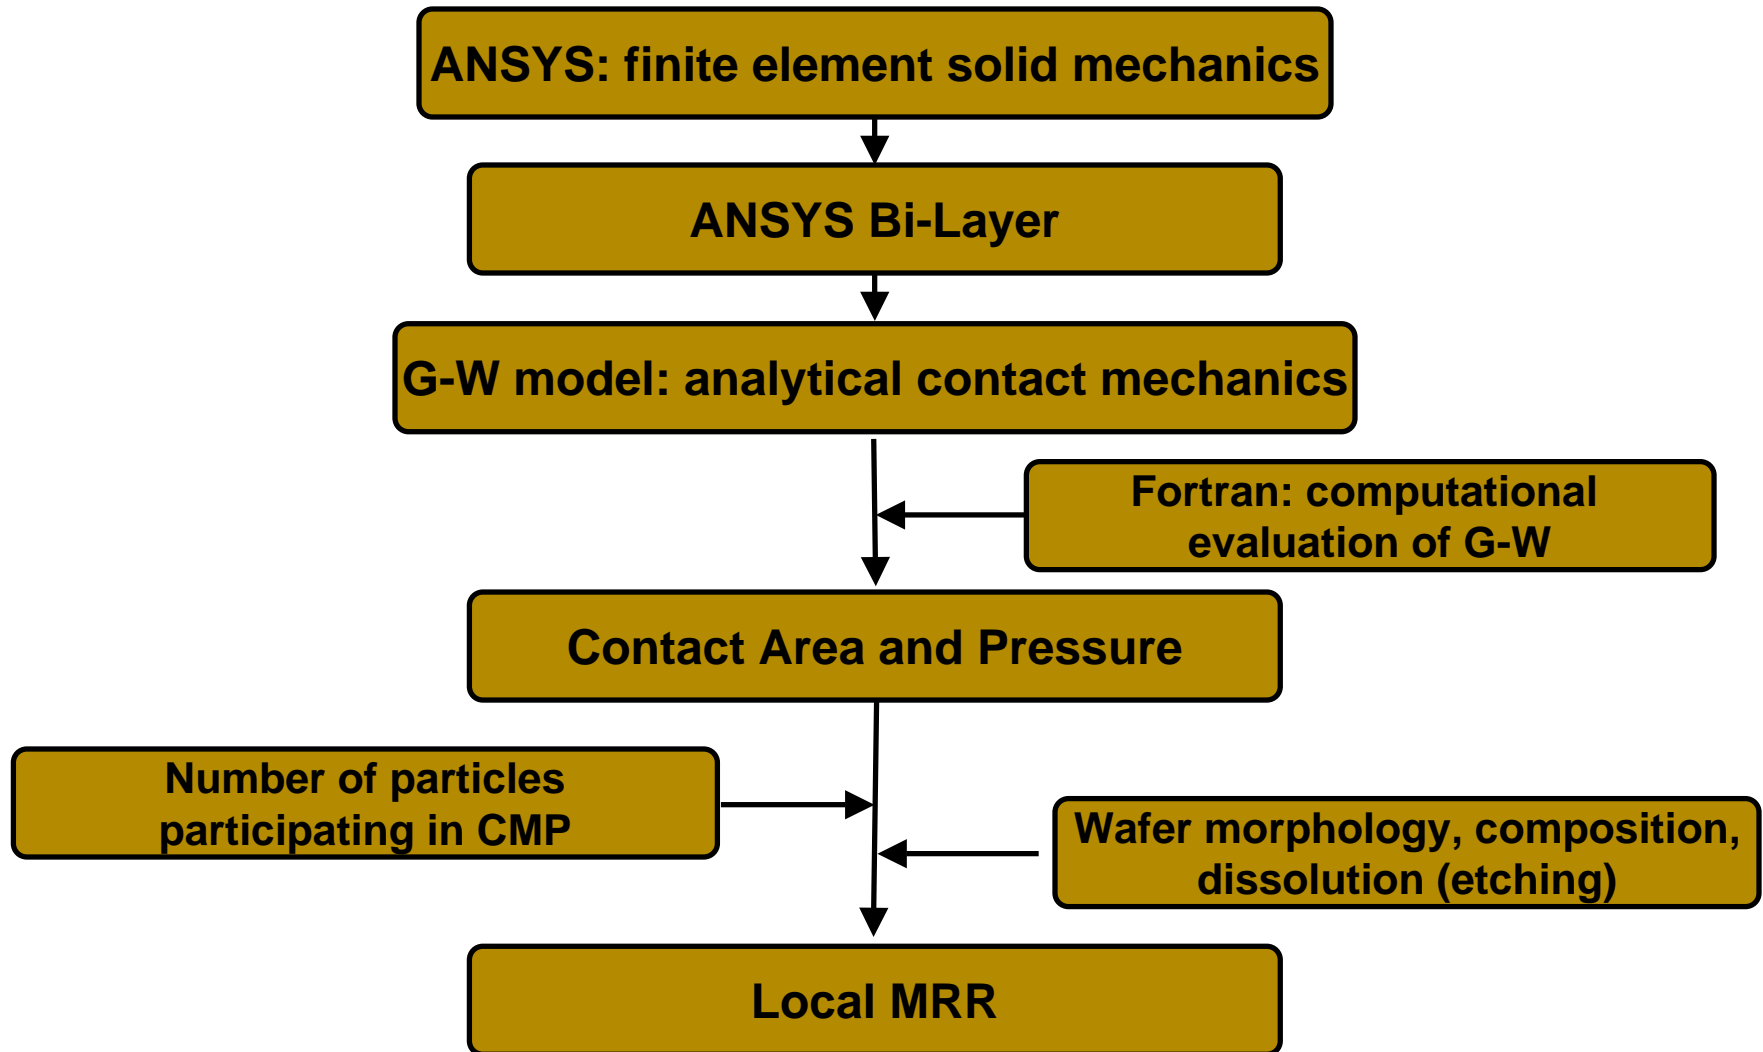 ANSYS: finite element solid mechanics
ANSYS Bi-Layer
G-W model: analytical contact mechanics
Fortran: computational
evaluation of G-W
Contact Area and Pressure
Number of particles
participating in CMP
Wafer morphology, composition,
dissolution (etching)
Local MRR